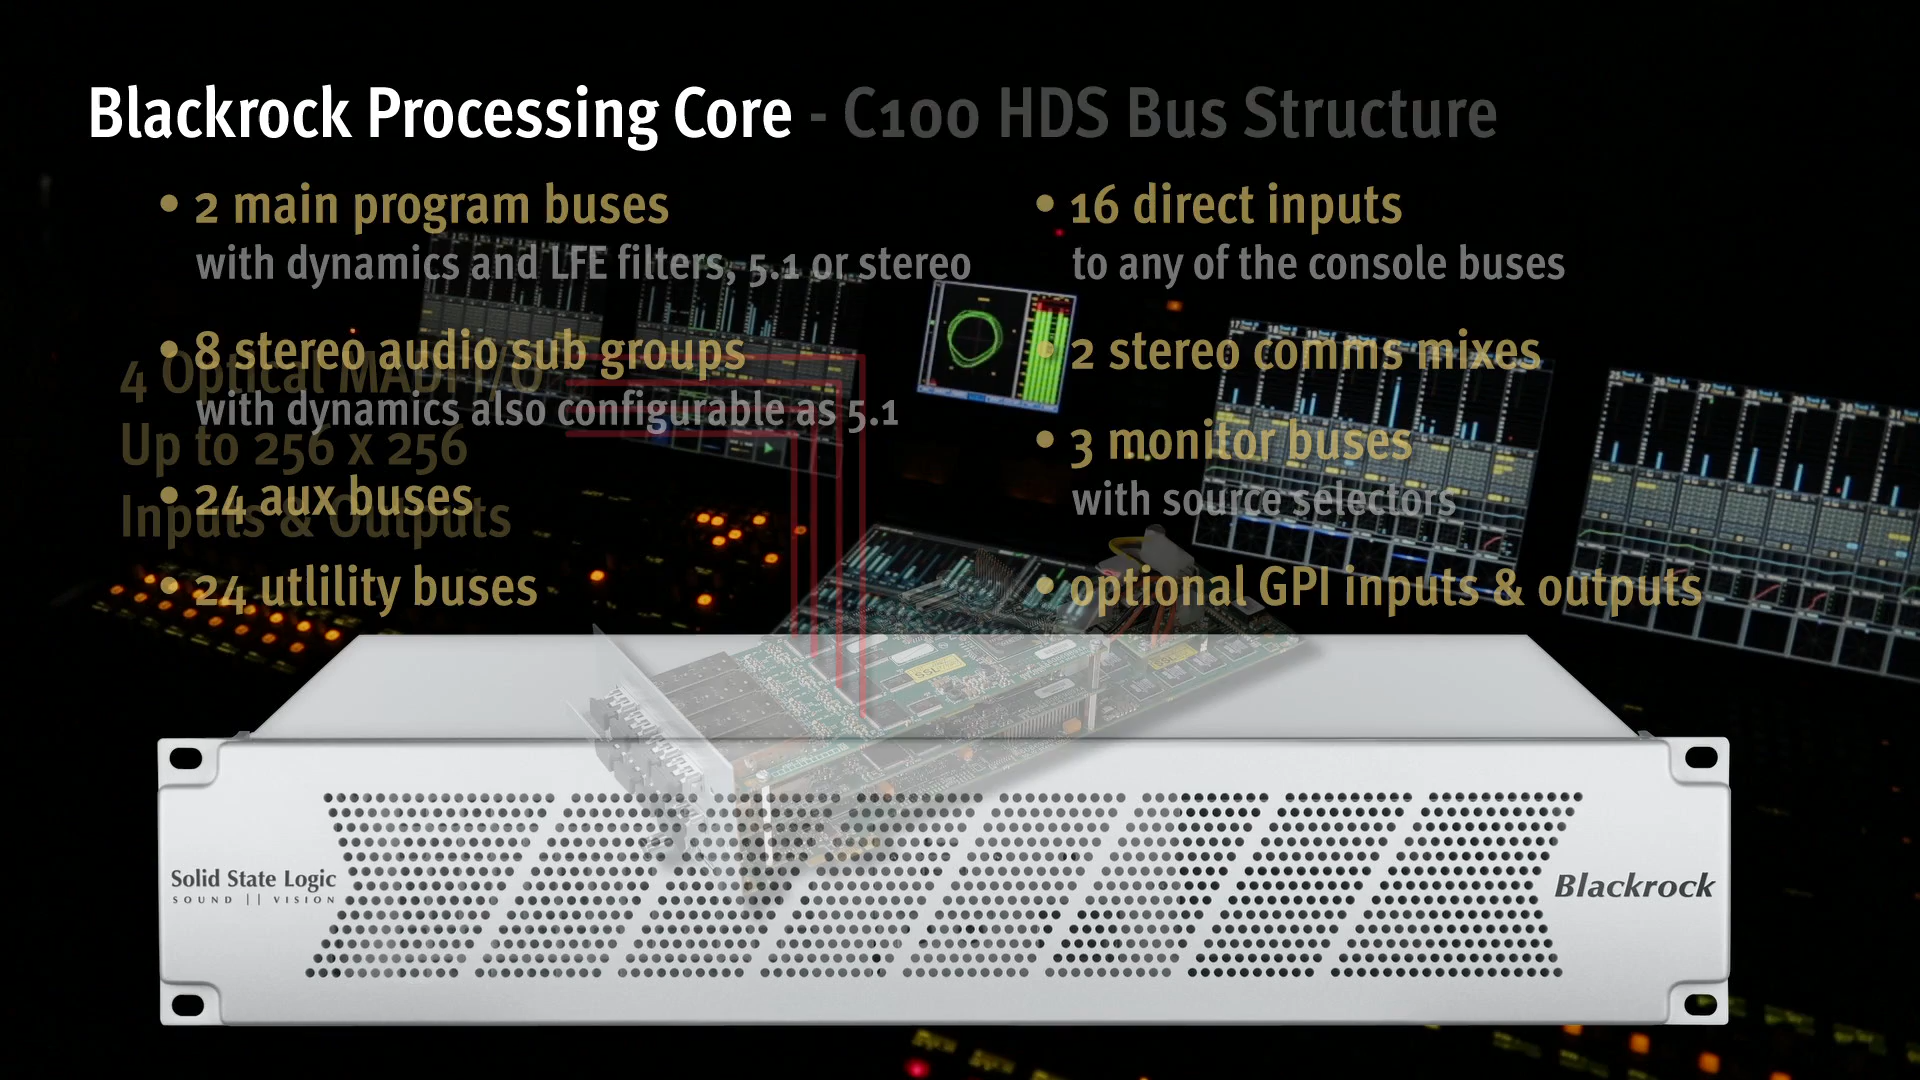 Blackrock Processing Core - C100 HDS Bus Structure
• 2 main program buses
with dynamics and LFE filters, 5.1 or stereo
• 8 stereo audio sub groups
with dynamics also configurable as 5.1
• 24 aux buses
• 24 utlility buses
• 16 direct inputs
to any of the console buses
• 2 stereo comms mixes
• 3 monitor buses
with source selectors
• optional GPI inputs & outputs
4 Optical MADI I/O
Up to 256 x 256
Inputs & Outputs
Solid State Logic
SOUND || VISION
Blackrock